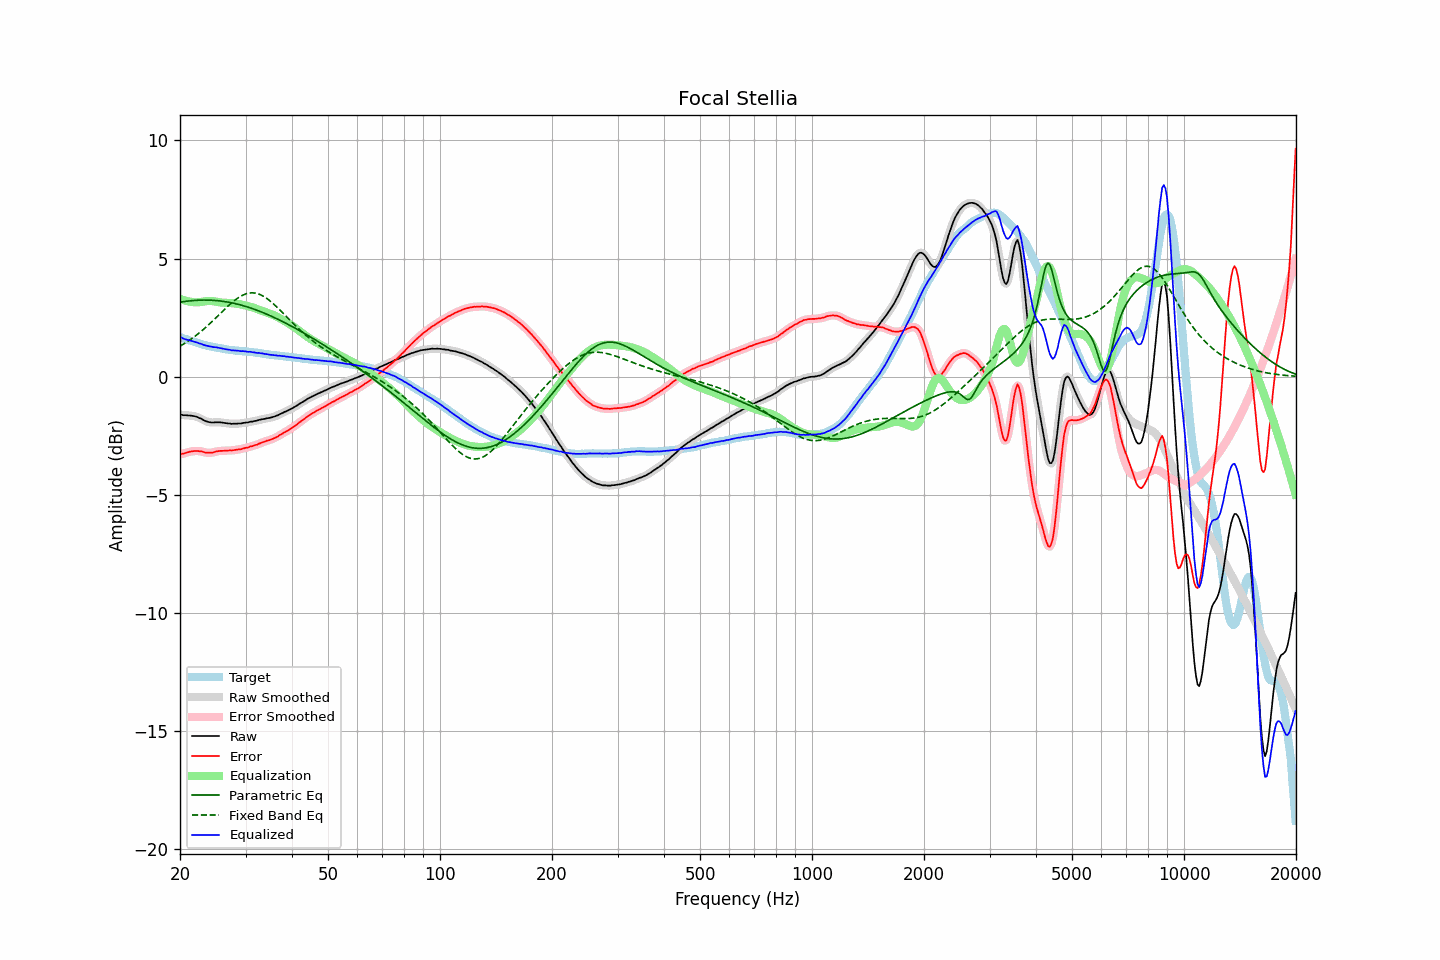 Focal Stellia
10
5
0
−5
−10
−15
−20
Amplitude (dBr)
20
50
100
200
500
1000
2000
5000
10000
20000
Frequency (Hz)
Target
Raw Smoothed
Error Smoothed
Raw
Error
Equalization
Parametric Eq
Fixed Band Eq
Equalized